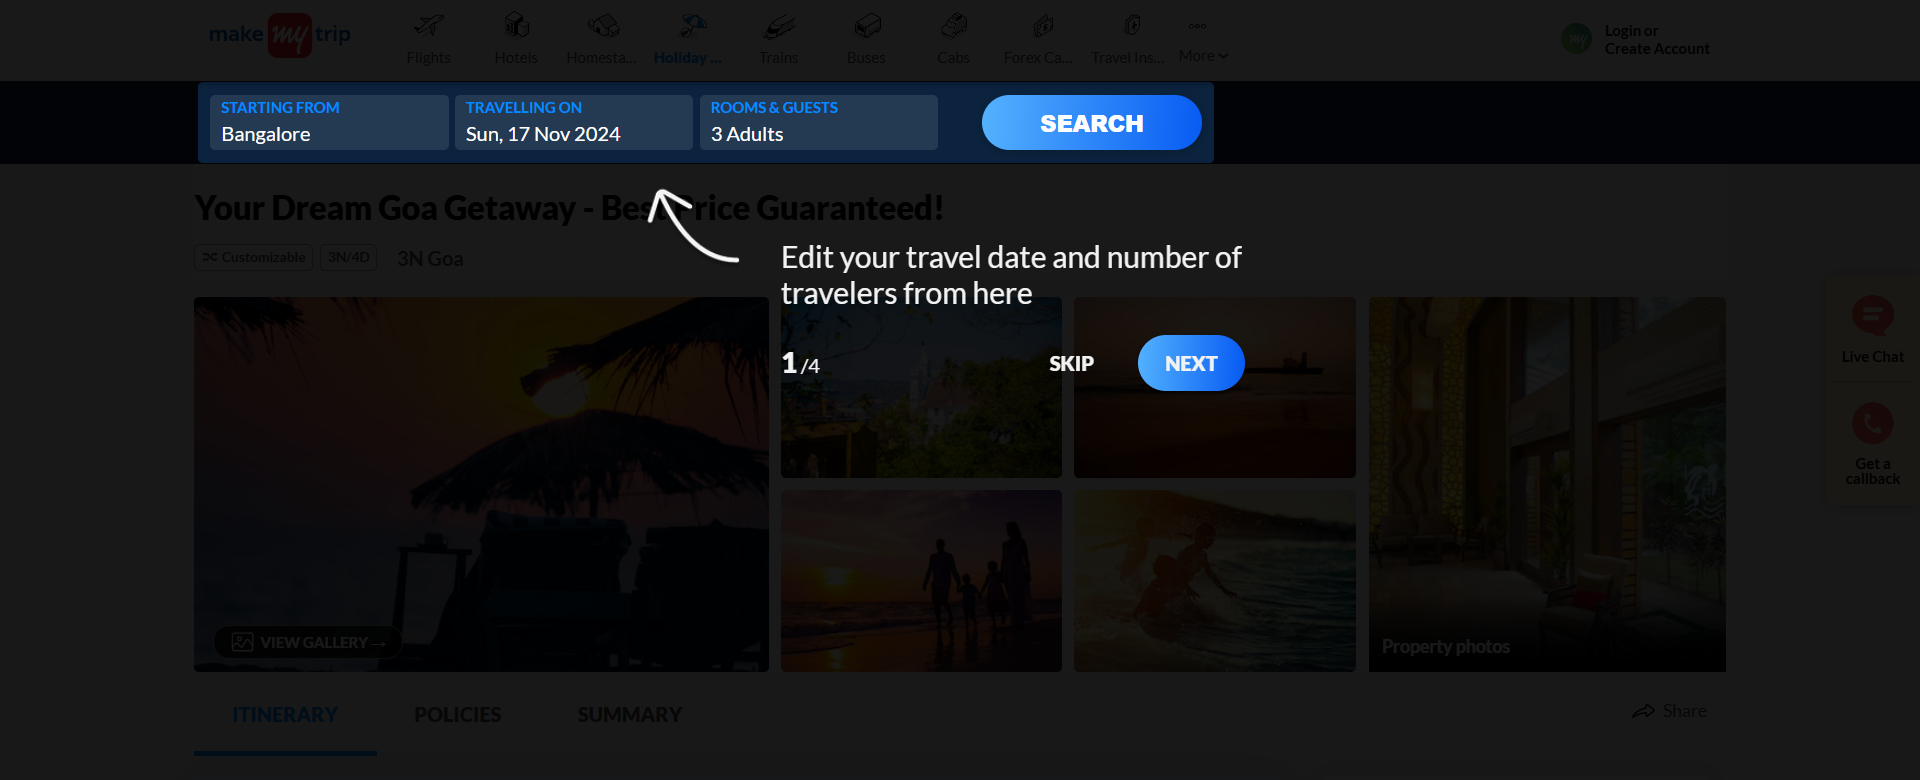 make my trip
Flights
Hotels
Homesta...
Holiday ...
Trains
Buses
Cabs
Forex Ca...
Travel Ins...
More
Login or
Create Account
my
STARTING FROM
Bangalore
TRAVELLING ON
Sun, 17 Nov 2024
ROOMS & GUESTS
3 Adults
SEARCH
Your Dream Goa Getaway - Best Price Guaranteed!
Customizable
3N/4D
3N Goa
Edit your travel date and number of
travelers from here
1/4
SKIP
NEXT
Live Chat
Get a
callback
VIEW GALLERY→
Property photos
ITINERARY
POLICIES
SUMMARY
Share